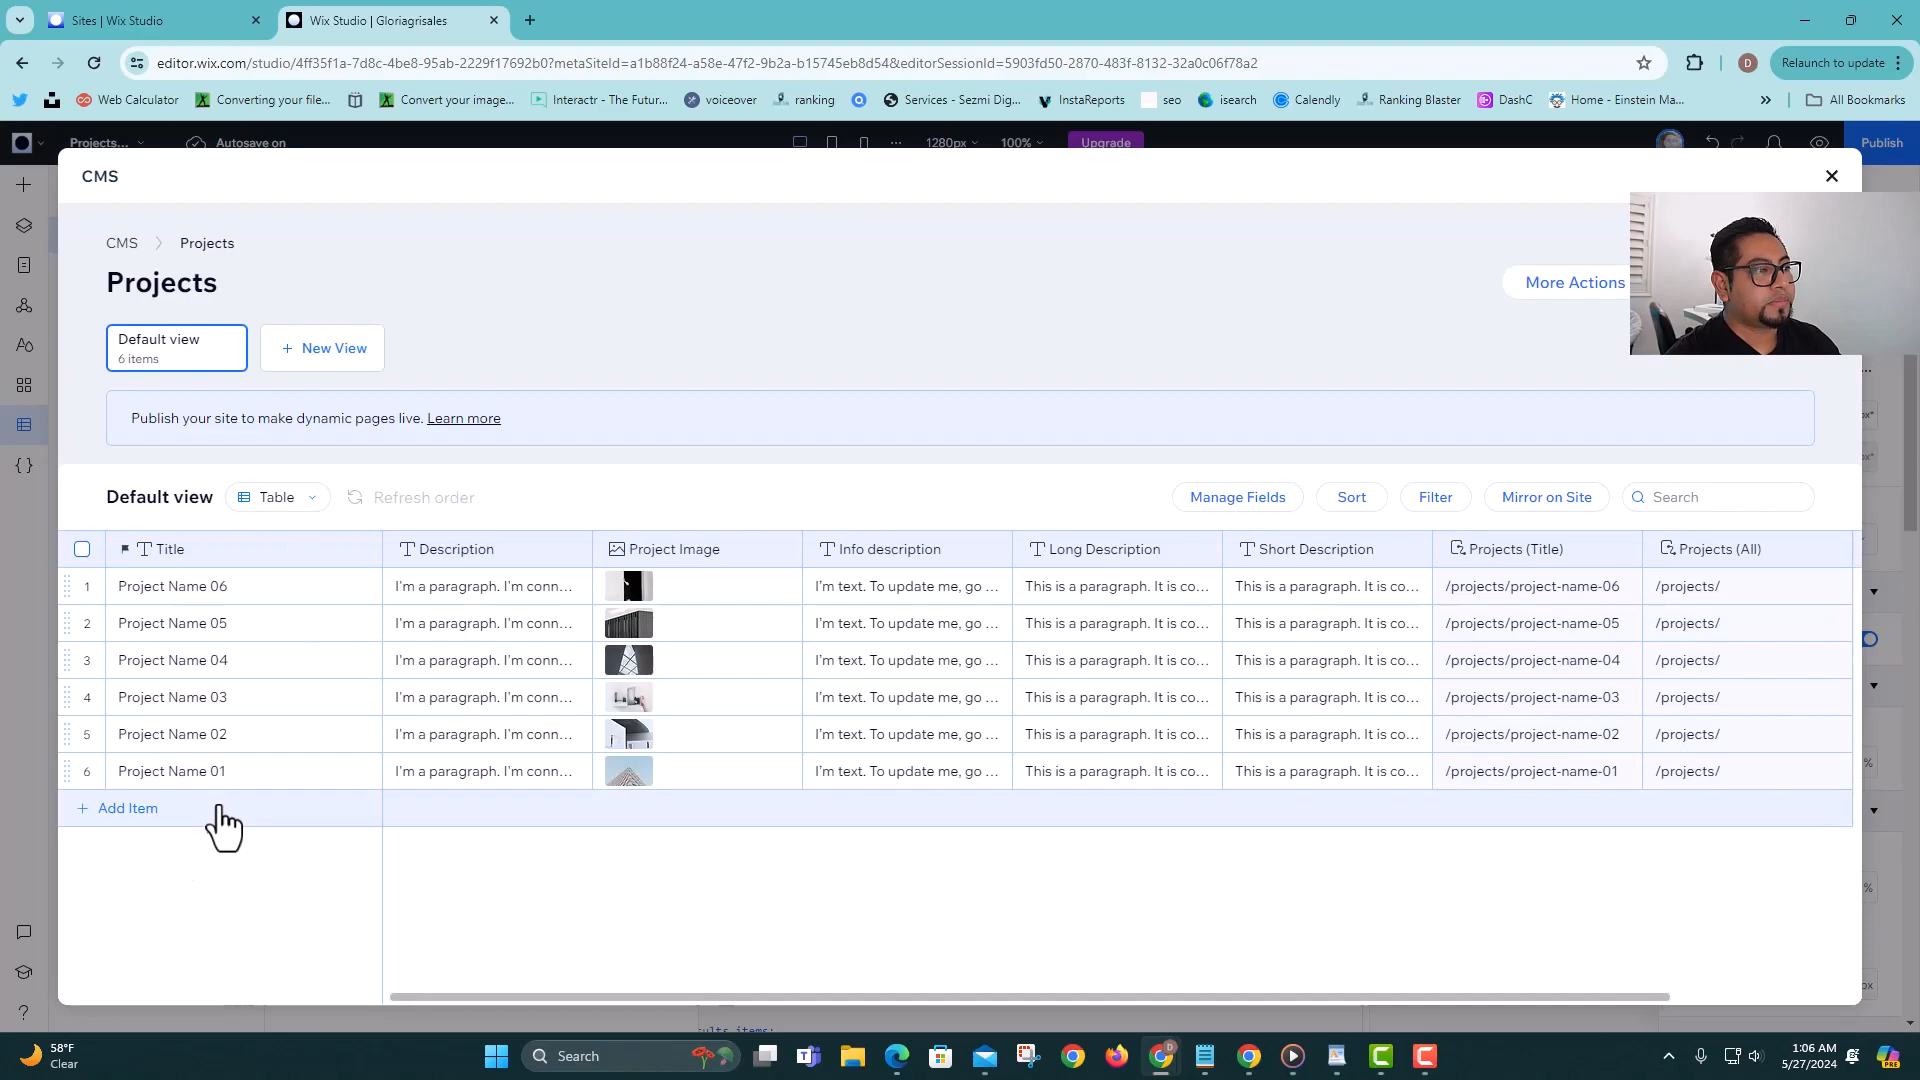 Sites | Wix Studio
Wix Studio | Gloriagrisales
editor.wix.com/studio/4ff35f1a-7d8c-4be8-95ab-2229f17692b0?metaSiteId=a1b88f24-a58e-47f2-9b2a-b15745eb8d54&editorSessionId=5903fd50-2870-483f-8132-32a0c06f78a2
D
Relaunch to update
Web Calculator
Converting your file...
Convert your image...
Interactr - The Futur...
voiceover
ranking
Services - Sezmi Dig...
InstaReports
seo
isearch
Calendly
Ranking Blaster
DashC
Home - Einstein Ma...
All Bookmarks
Projects...
Autosave on
1280px
100%
Upgrade
Publish
CMS
CMS > Projects
Projects
More Actions
Default view
6 items
+ New View
Publish your site to make dynamic pages live. Learn more
Default view
Table
Refresh order
Manage Fields
Sort
Filter
Mirror on Site
Search
Title Description Project Image Info description Long Description Short Description Projects (Title) Projects (All)
1 Project Name 06 I'm a paragraph. I'm conn... I'm text. To update me, go ... This is a paragraph. It is co... This is a paragraph. It is co... /projects/project-name-06 /projects/
2 Project Name 05 I'm a paragraph. I'm conn... I'm text. To update me, go ... This is a paragraph. It is co... This is a paragraph. It is co... /projects/project-name-05 /projects/
3 Project Name 04 I'm a paragraph. I'm conn... I'm text. To update me, go ... This is a paragraph. It is co... This is a paragraph. It is co... /projects/project-name-04 /projects/
4 Project Name 03 I'm a paragraph. I'm conn... I'm text. To update me, go ... This is a paragraph. It is co... This is a paragraph. It is co... /projects/project-name-03 /projects/
5 Project Name 02 I'm a paragraph. I'm conn... I'm text. To update me, go ... This is a paragraph. It is co... This is a paragraph. It is co... /projects/project-name-02 /projects/
6 Project Name 01 I'm a paragraph. I'm conn... I'm text. To update me, go ... This is a paragraph. It is co... This is a paragraph. It is co... /projects/project-name-01 /projects/
+ Add Item
58°F
Clear
Search
1:06 AM
5/27/2024